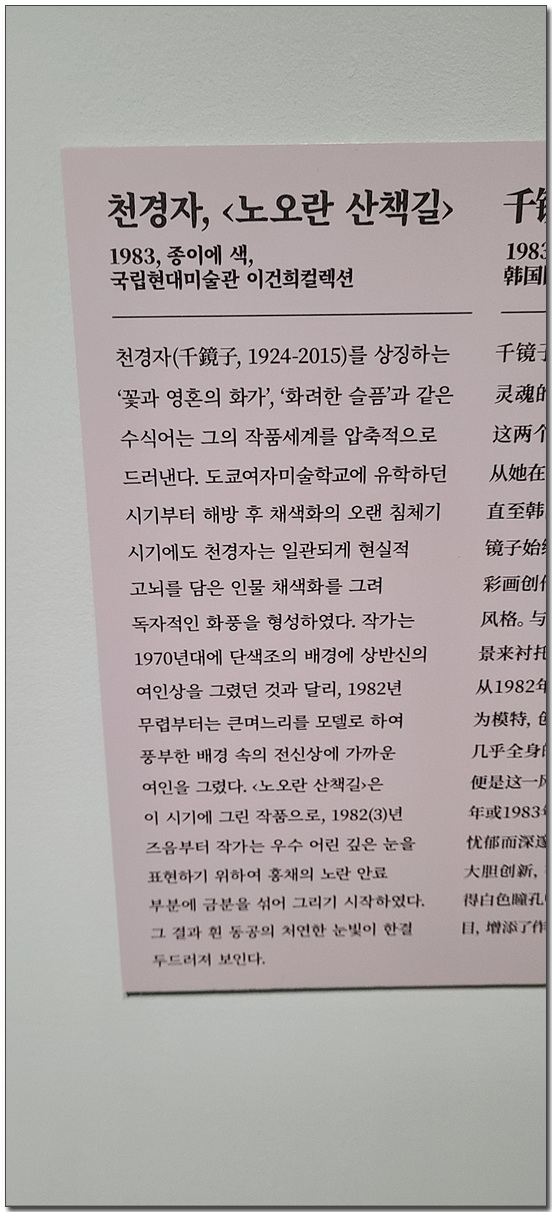 천경자, <노오란 산책길>
1983, 종이에 색,
국립현대미술관 이건희컬렉션
천경자(千鏡子, 1924-2015)를 상징하는
'꽃과 영혼의 화가', '화려한 슬픔'과 같은
수식어는 그의 작품세계를 압축적으로
드러낸다. 도쿄여자미술학교에 유학하던
시기부터 해방 후 채색화의 오랜 침체기
시기에도 천경자는 일관되게 현실적
고뇌를 담은 인물 채색화를 그려
독자적인 화풍을 형성하였다. 작가는
1970년대에 단색조의 배경에 상반신의
여인상을 그렸던 것과 달리, 1982년
무렵부터는 큰며느리를 모델로 하여
풍부한 배경 속의 전신상에 가까운
여인을 그렸다. <노오란 산책길>은
이 시기에 그린 작품으로, 1982(3)년
즈음부터 작가는 우수 어린 깊은 눈을
표현하기 위하여 홍채의 노란 안료
부분에 금분을 섞어 그리기 시작하였다.
그 결과 흰 동공의 처연한 눈빛이 한결
두드러져 보인다.
千
1983
韩国
千镜子
灵魂的
这两个
从她在
直至韩
镜子始
彩画创作
风格。与
景来衬托
从1982年
为模特,
几乎全身的
便是这一
年或1983年
忧郁而深邃
大胆创新,
得白色瞳孔
目, 增添了作